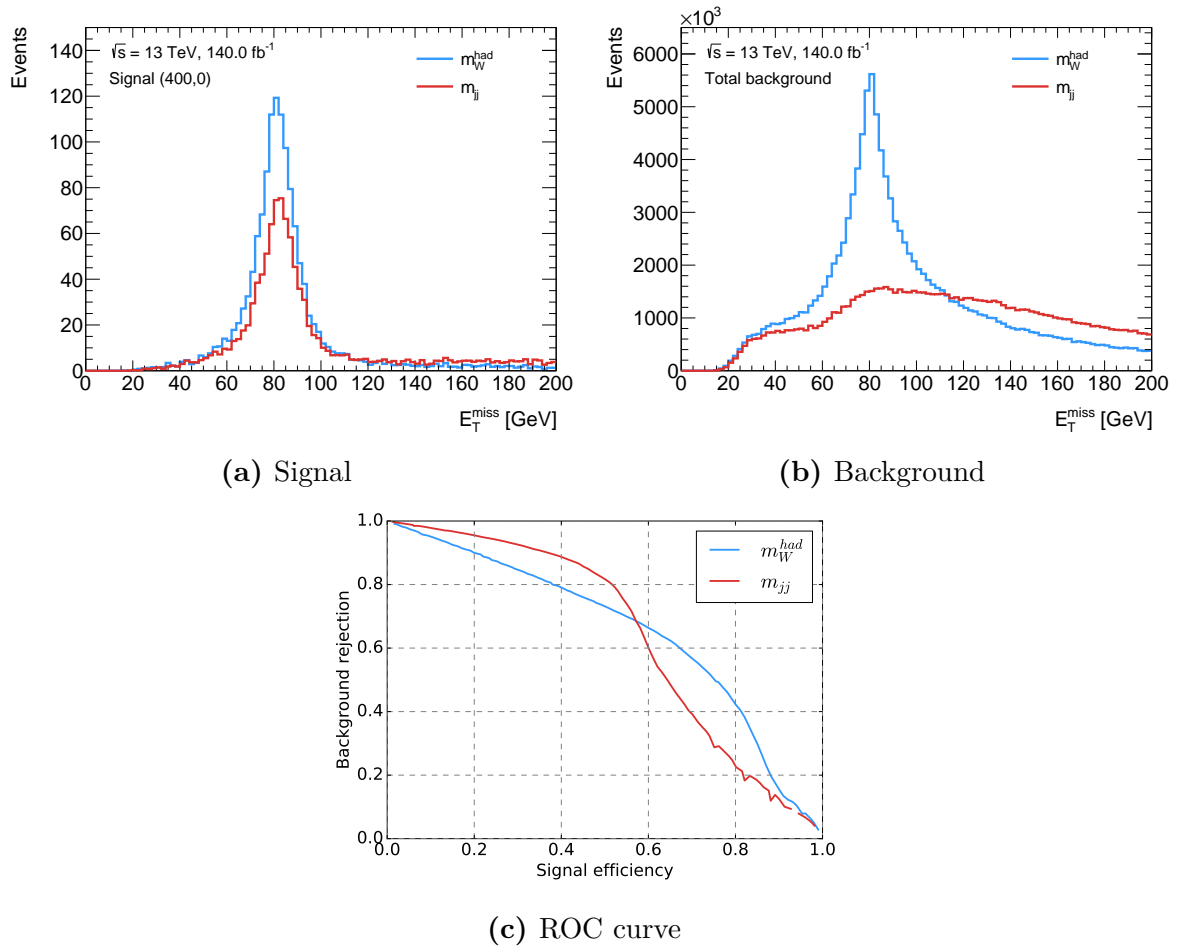 Events
140
120
100
80
60
40
20
0
√s = 13 TeV, 140.0 fb⁻¹
Signal (400,0)
m_W^had
m_jj
0 20 40 60 80 100 120 140 160 180 200
E_T^miss [GeV]
(a) Signal
×10³
Events
6000
5000
4000
3000
2000
1000
0
√s = 13 TeV, 140.0 fb⁻¹
Total background
m_W^had
m_jj
0 20 40 60 80 100 120 140 160 180 200
E_T^miss [GeV]
(b) Background
Background rejection
1.0
0.8
0.6
0.4
0.2
0.0
m_W^had
m_jj
0.0 0.2 0.4 0.6 0.8 1.0
Signal efficiency
(c) ROC curve